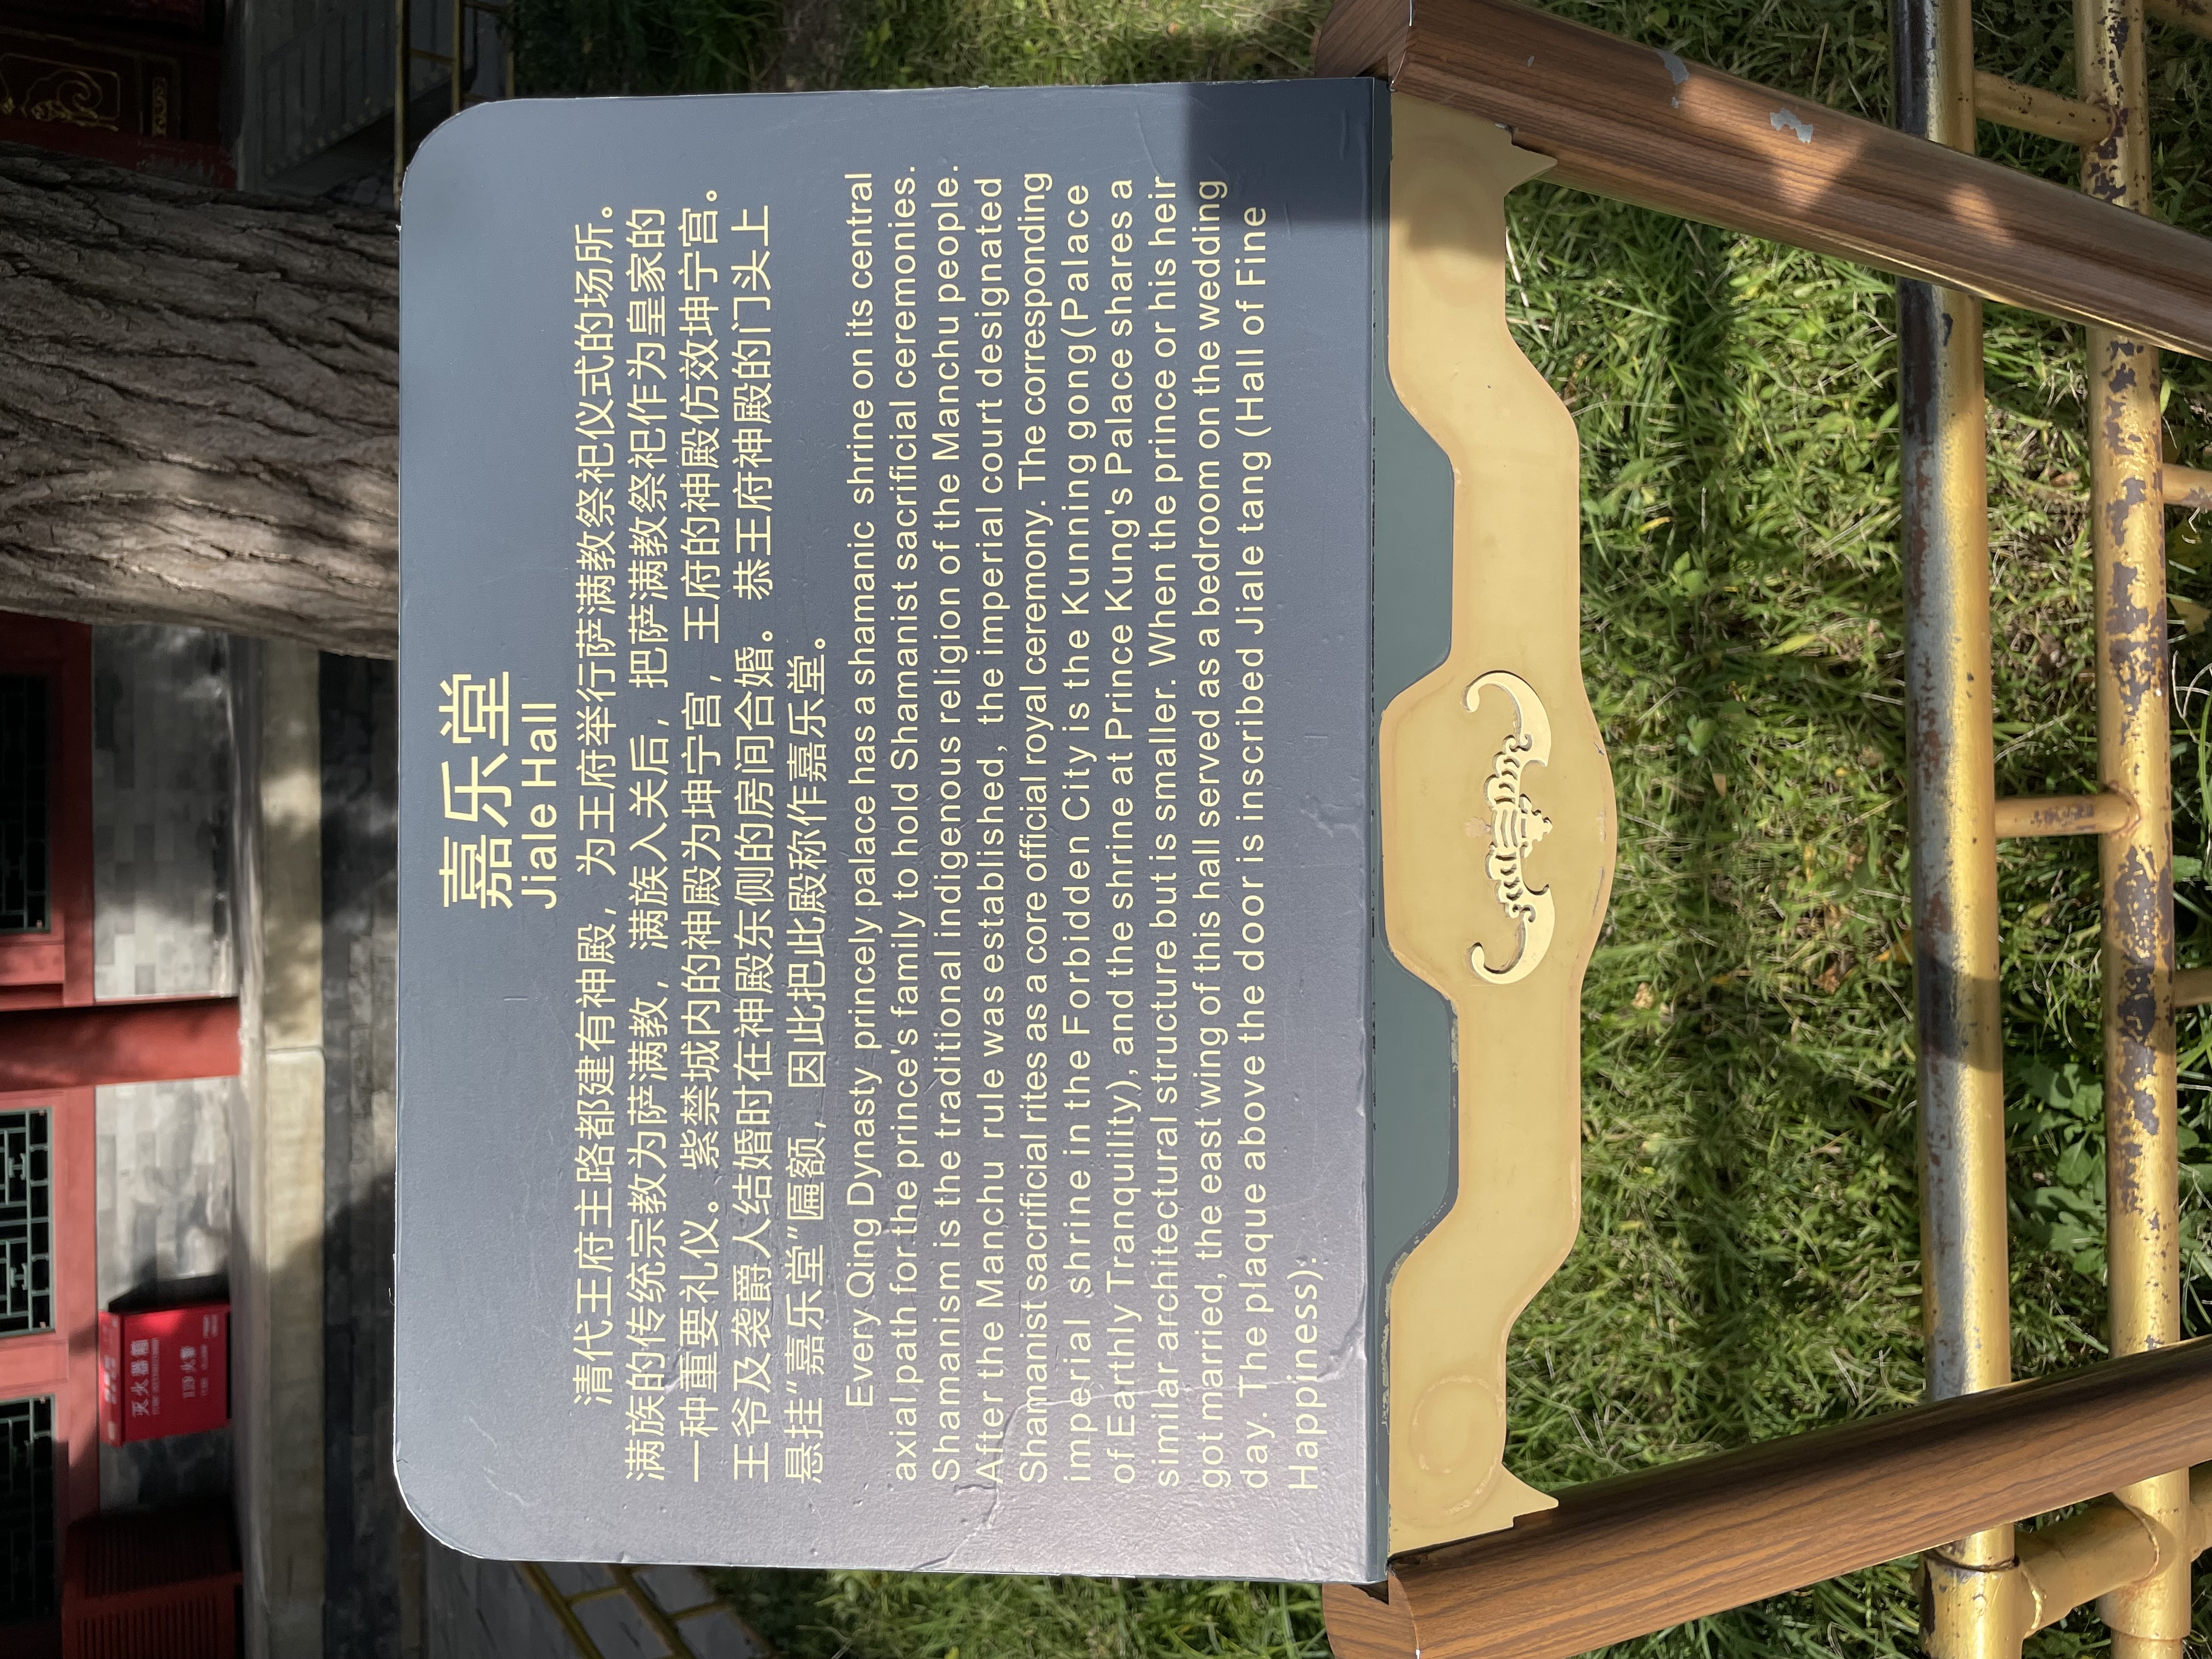 灭火器箱
119火警
嘉乐堂
Jiale Hall
清代王府主路都建有神殿，为王府举行萨满教祭祀仪式的场所。
满族的传统宗教为萨满教，满族入关后，把萨满教祭祀作为皇家的
一种重要礼仪。紫禁城内的神殿为坤宁宫，王府的神殿仿效坤宁宫。
王爷及袭爵人结婚时在神殿东侧的房间合婚。恭王府神殿的门头上
悬挂“嘉乐堂”匾额，因此把此殿称作嘉乐堂。
Every Qing Dynasty princely palace has a shamanic shrine on its central
axial path for the prince's family to hold Shamanist sacrificial ceremonies.
Shamanism is the traditional indigenous religion of the Manchu people.
After the Manchu rule was established, the imperial court designated
Shamanist sacrificial rites as a core official royal ceremony. The corresponding
imperial shrine in the Forbidden City is the Kunning gong(Palace
of Earthly Tranquility), and the shrine at Prince Kung's Palace shares a
similar architectural structure but is smaller. When the prince or his heir
got married, the east wing of this hall served as a bedroom on the wedding
day. The plaque above the door is inscribed Jiale tang (Hall of Fine
Happiness).